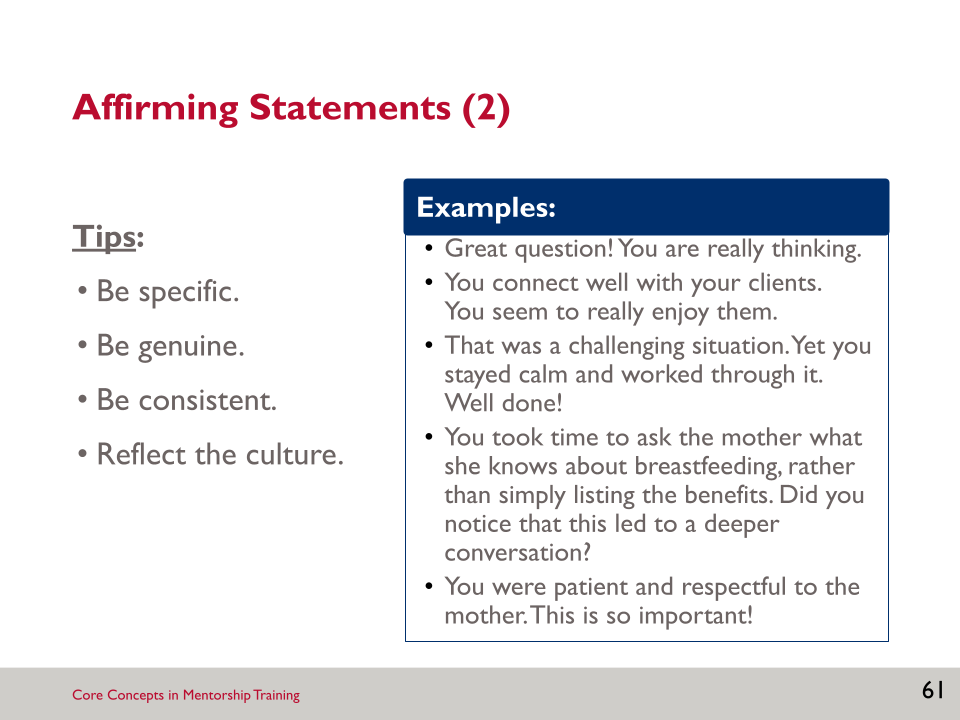 Affirming Statements (2)
Tips:
• Be specific.
• Be genuine.
• Be consistent.
• Reflect the culture.
Examples:
• Great question! You are really thinking.
• You connect well with your clients.
You seem to really enjoy them.
• That was a challenging situation. Yet you
stayed calm and worked through it.
Well done!
• You took time to ask the mother what
she knows about breastfeeding, rather
than simply listing the benefits. Did you
notice that this led to a deeper
conversation?
• You were patient and respectful to the
mother. This is so important!
Core Concepts in Mentorship Training
61